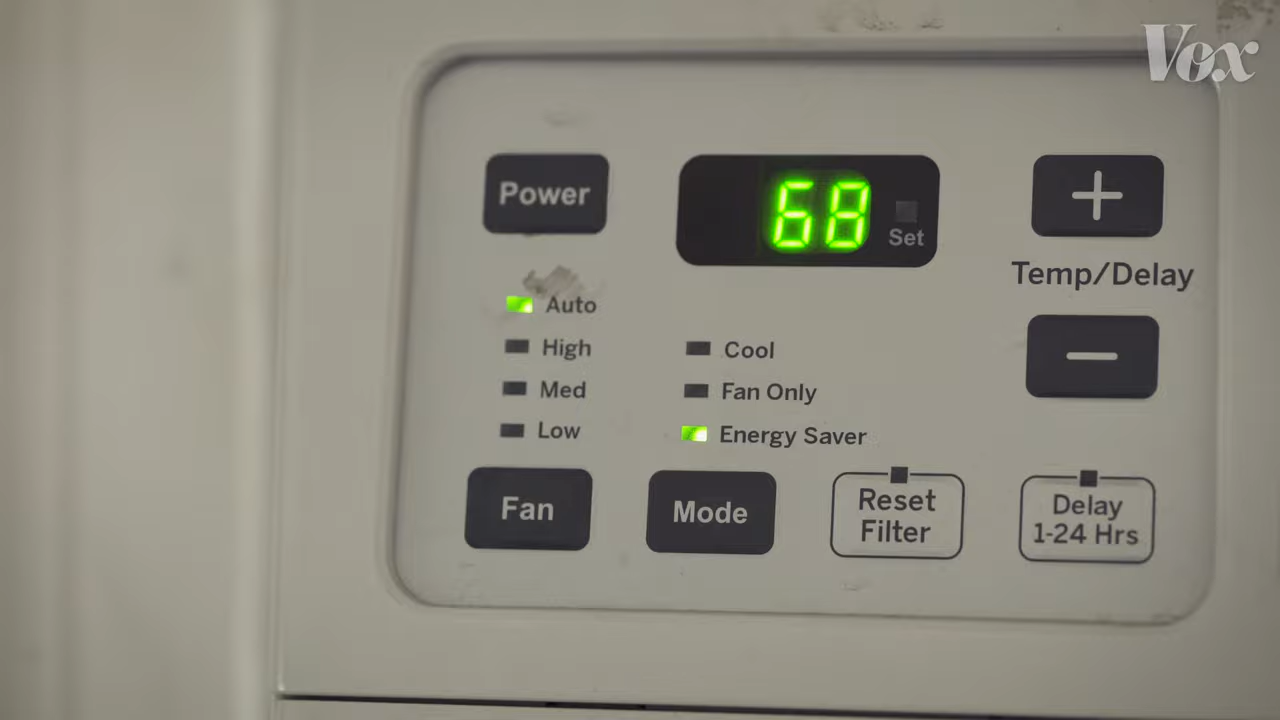 Vox
Power
68
Set
+
Temp/Delay
Auto
High
Med
Low
Cool
Fan Only
Energy Saver
−
Fan
Mode
Reset
Filter
Delay
1-24 Hrs